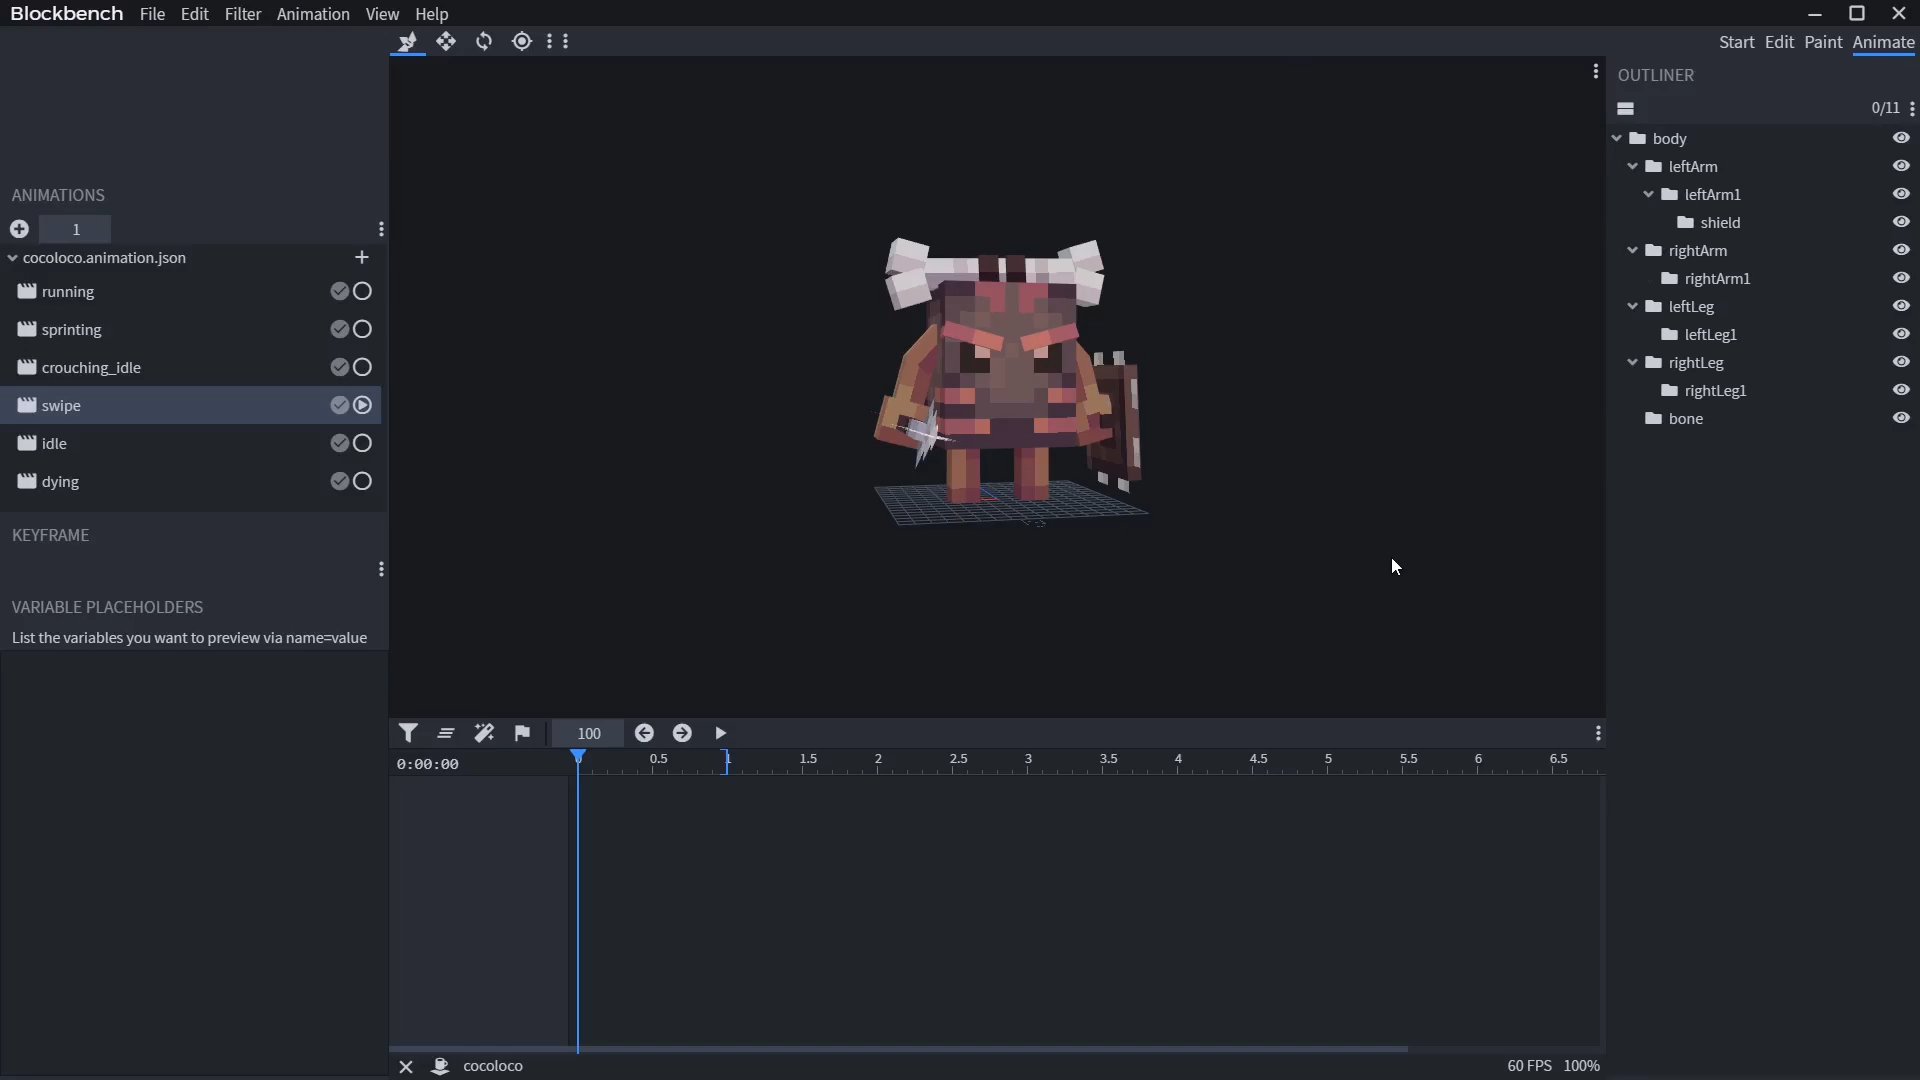 Blockbench File Edit Filter Animation View Help
Start Edit Paint Animate
OUTLINER
0/11
body
leftArm
leftArm1
shield
rightArm
rightArm1
leftLeg
leftLeg1
rightLeg
rightLeg1
bone
ANIMATIONS
1
cocoloco.animation.json
running
sprinting
crouching_idle
swipe
idle
dying
KEYFRAME
VARIABLE PLACEHOLDERS
List the variables you want to preview via name=value
100
0:00:00
0 0.5 1 1.5 2 2.5 3 3.5 4 4.5 5 5.5 6 6.5
cocoloco
60 FPS 100%